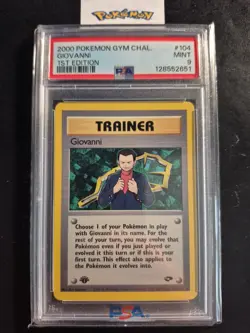 Pokémon
2000 POKEMON GYM CHAL. #104
GIOVANNI MINT
1ST EDITION 9
PSA 126552651
TRAINER
Giovanni
Choose 1 of your Pokémon in play
with Giovanni in its name. For the
rest of your turn, you may evolve that
Pokémon even if you just played
or evolved it this turn or if this is
your first turn. This effect also applies to
the Pokémon it evolves into.
PSA